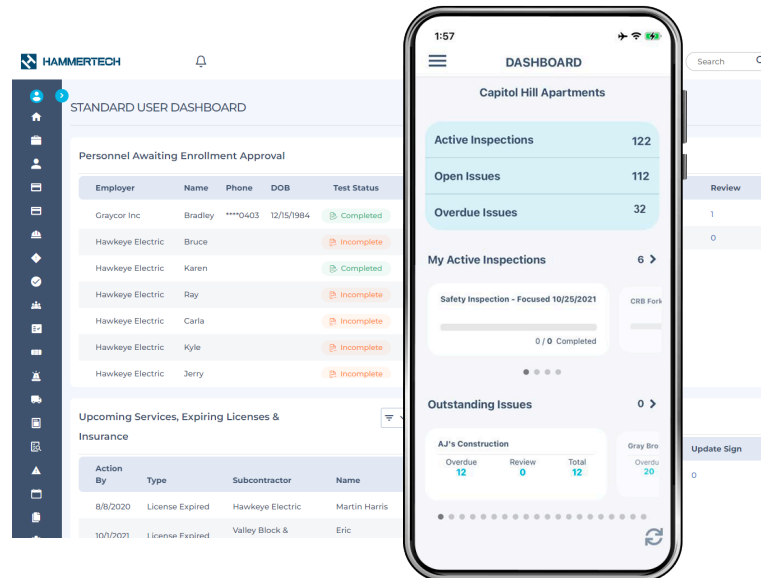 HAMMERTECH
STANDARD USER DASHBOARD
Personnel Awaiting Enrollment Approval
Employer Name Phone DOB Test Status
Graycor Inc Bradley ****0403 12/15/1984 Completed
Hawkeye Electric Bruce Incomplete
Hawkeye Electric Karen Completed
Hawkeye Electric Ray Incomplete
Hawkeye Electric Carla Incomplete
Hawkeye Electric Kyle Incomplete
Hawkeye Electric Jerry Incomplete
Upcoming Services, Expiring Licenses &
Insurance
Action
By Type Subcontractor Name
8/8/2020 License Expired Hawkeye Electric Martin Harris
Valley Block & Eric
10/1/2021 License Expired
1:57
DASHBOARD
Capitol Hill Apartments
Active Inspections 122
Open Issues 112
Overdue Issues 32
My Active Inspections 6
Safety Inspection - Focused 10/25/2021
0 / 0 Completed
CRB Fork
Outstanding Issues 0
AJ's Construction
Overdue Review Total
12 0 12
Gray Bro
Overdu
20
Search
Review
1
0
Update Sign
0